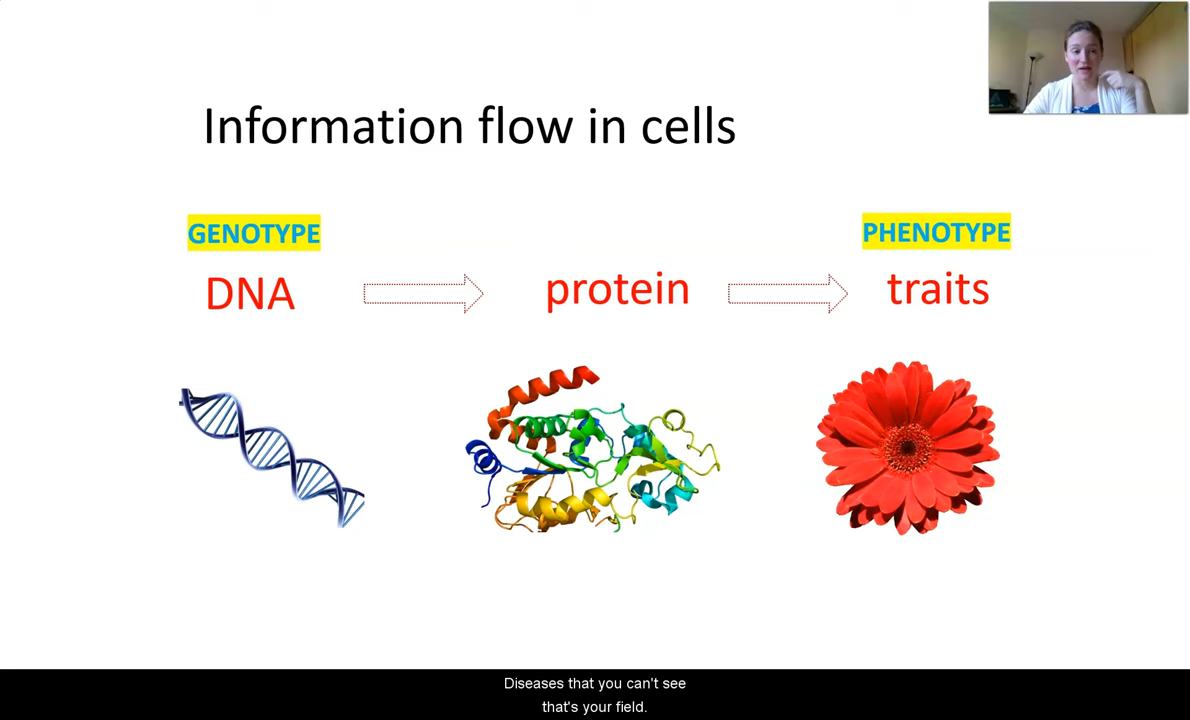 Information flow in cells
GENOTYPE
PHENOTYPE
DNA
protein
traits
Diseases that you can't see
that's your field.